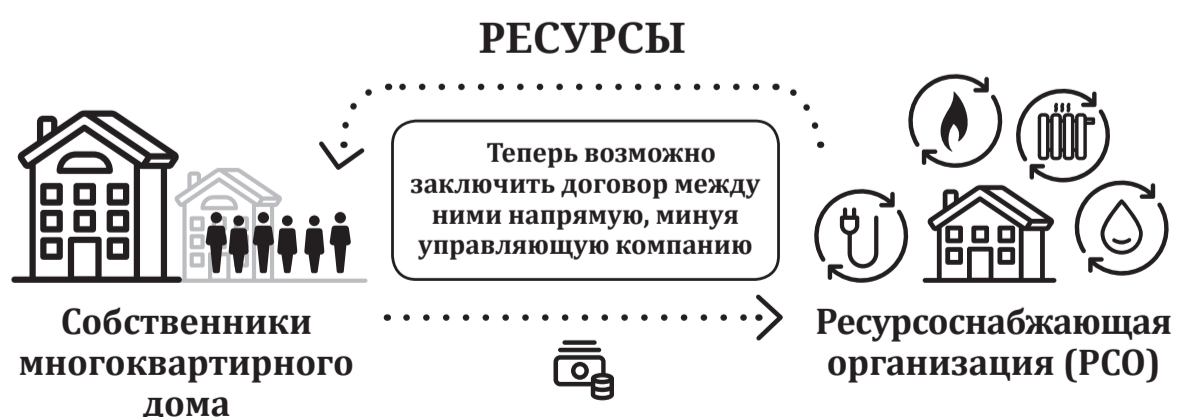 РЕСУРСЫ
Теперь возможно
заключить договор между
ними напрямую, минуя
управляющую компанию
Собственники
многоквартирного
дома
Ресурсоснабжающая
организация (РСО)